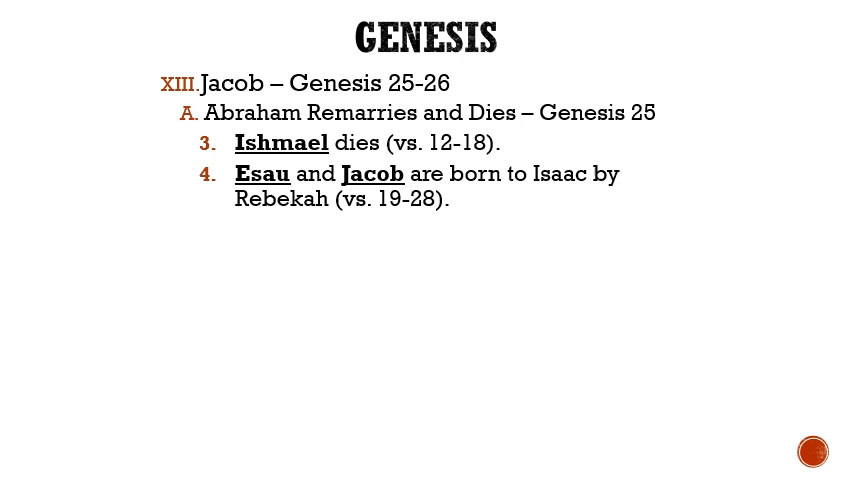 GENESIS
XIII. Jacob – Genesis 25-26
A. Abraham Remarries and Dies – Genesis 25
3. Ishmael dies (vs. 12-18).
4. Esau and Jacob are born to Isaac by
Rebekah (vs. 19-28).